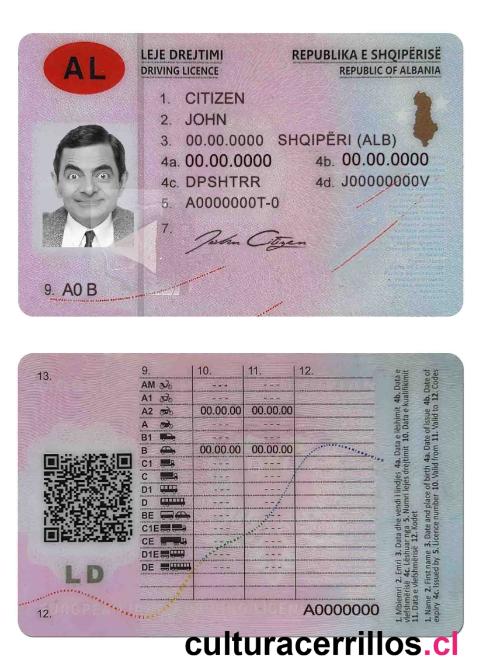 AL
LEJE DREJTIMI
DRIVING LICENCE
REPUBLIKA E SHQIPËRISË
REPUBLIC OF ALBANIA
1. CITIZEN
2. JOHN
3. 00.00.0000 SHQIPËRI (ALB)
4a. 00.00.0000 4b. 00.00.0000
4c. DPSHTRR 4d. J00000000V
5. A0000000T-0
7. John Citizen
9. A0 B
13.
9. 10. 11. 12.
AM --- ---
A1 --- ---
A2 00.00.00 00.00.00
A --- ---
B1 --- ---
B 00.00.00 00.00.00
C1 --- ---
C --- ---
D1 --- ---
D --- ---
BE --- ---
C1E --- ---
CE --- ---
D1E --- ---
DE --- ---
LD
12.
A0000000
1. Mbiemri 2. Emri 3. Data dhe vendi i lindjes 4a. Data e lëshimit 4b. Data e
vlefshmërisë 4c. Lëshuar nga 5. Numri lejes drejtimit 10. Data e kualifikimit
11. Data e vlefshmërisë 12. Kodet
1. Name 2. First name 3. Date and place of birth 4a. Date of issue 4b. Date of
expiry 4c. Issued by 5. Licence number 10. Valid from 11. Valid to 12. Codes
culturacerrillos.cl